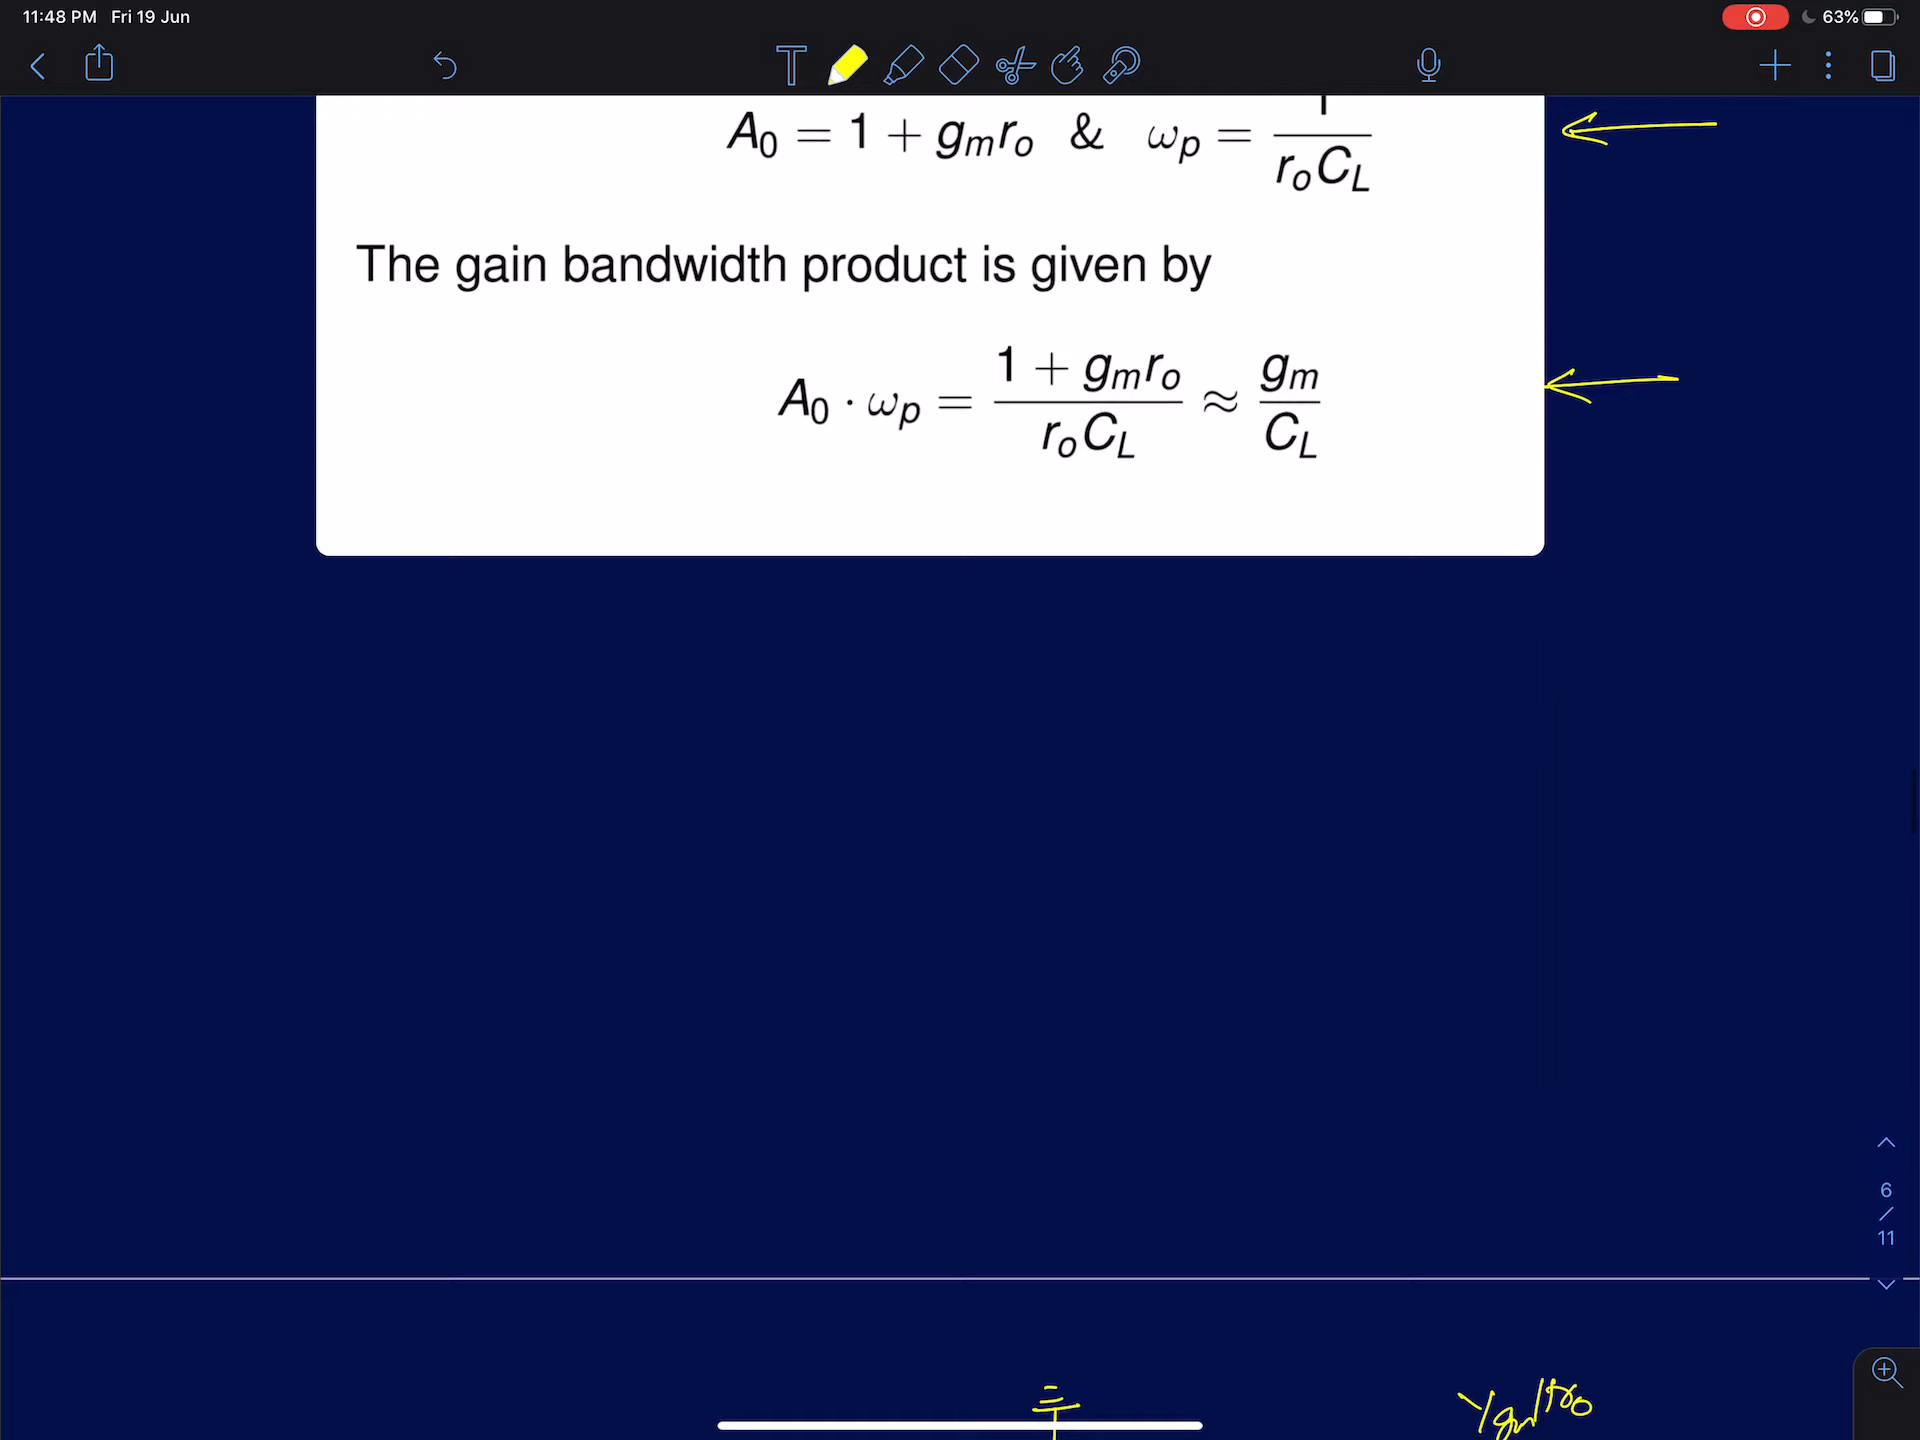 11:48 PM Fri 19 Jun 63%
A₀ = 1 + gₘrₒ & ωₚ = 1/(rₒC_L)
The gain bandwidth product is given by
A₀ · ωₚ = (1 + gₘrₒ)/(rₒC_L) ≈ gₘ/C_L
6
/
11